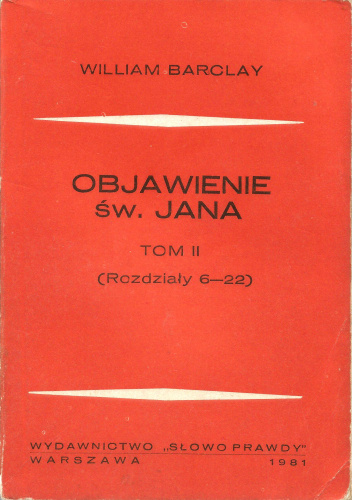 WILLIAM BARCLAY
OBJAWIENIE
św. JANA
TOM II
(Rozdziały 6—22)
WYDAWNICTWO „SŁOWO PRAWDY"
WARSZAWA 1981